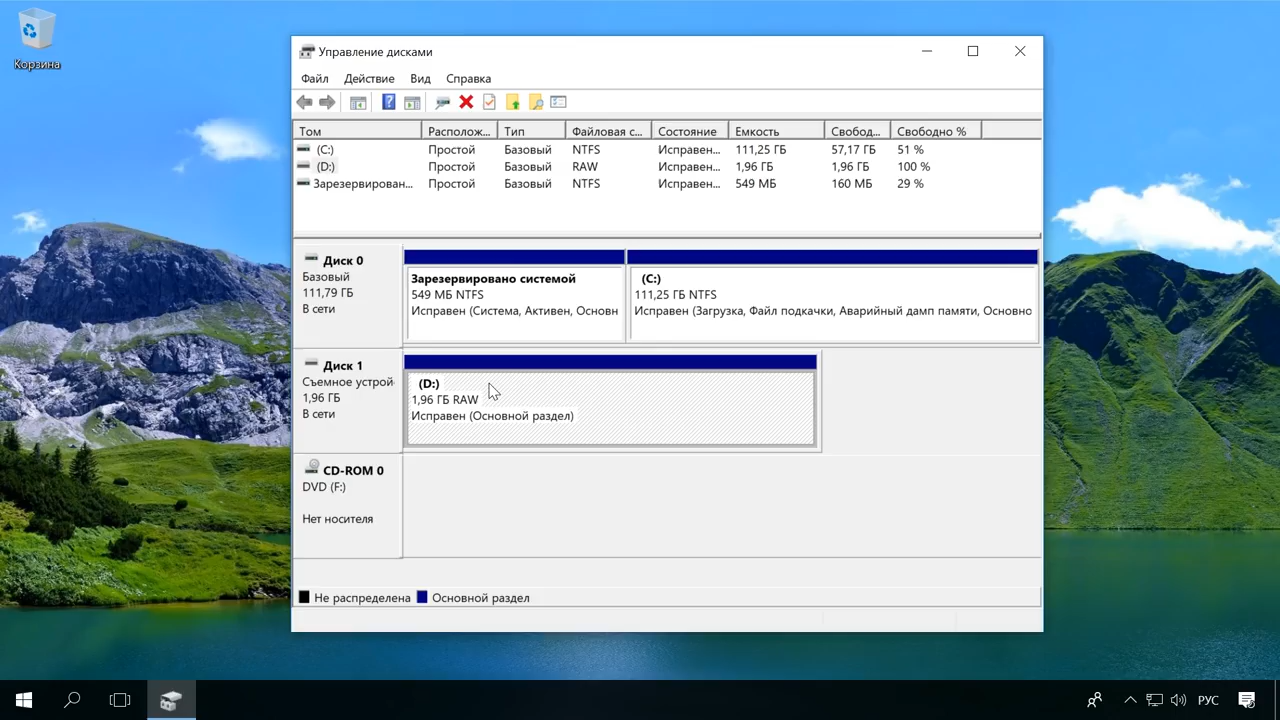 Корзина
Управление дисками
Файл Действие Вид Справка
Том Располож... Тип Файловая с... Состояние Емкость Свобод... Свободно %
(C:) Простой Базовый NTFS Исправен... 111,25 ГБ 57,17 ГБ 51 %
(D:) Простой Базовый RAW Исправен... 1,96 ГБ 1,96 ГБ 100 %
Зарезервирован... Простой Базовый NTFS Исправен... 549 МБ 160 МБ 29 %
Диск 0
Базовый
111,79 ГБ
В сети
Зарезервировано системой
549 МБ NTFS
Исправен (Система, Активен, Основн
(C:)
111,25 ГБ NTFS
Исправен (Загрузка, Файл подкачки, Аварийный дамп памяти, Основно
Диск 1
Съемное устрой
1,96 ГБ
В сети
(D:)
1,96 ГБ RAW
Исправен (Основной раздел)
CD-ROM 0
DVD (F:)
Нет носителя
Не распределена Основной раздел
РУС